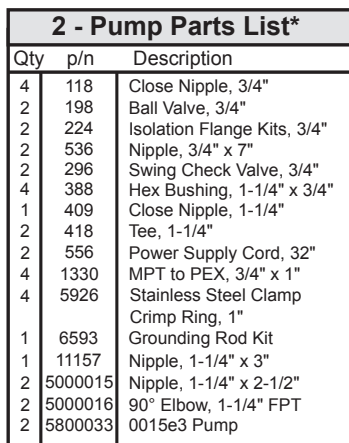 2 - Pump Parts List*
Qty p/n Description
4 118 Close Nipple, 3/4"
2 198 Ball Valve, 3/4"
2 224 Isolation Flange Kits, 3/4"
2 536 Nipple, 3/4" x 7"
2 296 Swing Check Valve, 3/4"
4 388 Hex Bushing, 1-1/4" x 3/4"
1 409 Close Nipple, 1-1/4"
2 418 Tee, 1-1/4"
2 556 Power Supply Cord, 32"
4 1330 MPT to PEX, 3/4" x 1"
4 5926 Stainless Steel Clamp
Crimp Ring, 1"
1 6593 Grounding Rod Kit
1 11157 Nipple, 1-1/4" x 3"
2 5000015 Nipple, 1-1/4" x 2-1/2"
2 5000016 90° Elbow, 1-1/4" FPT
2 5800033 0015e3 Pump